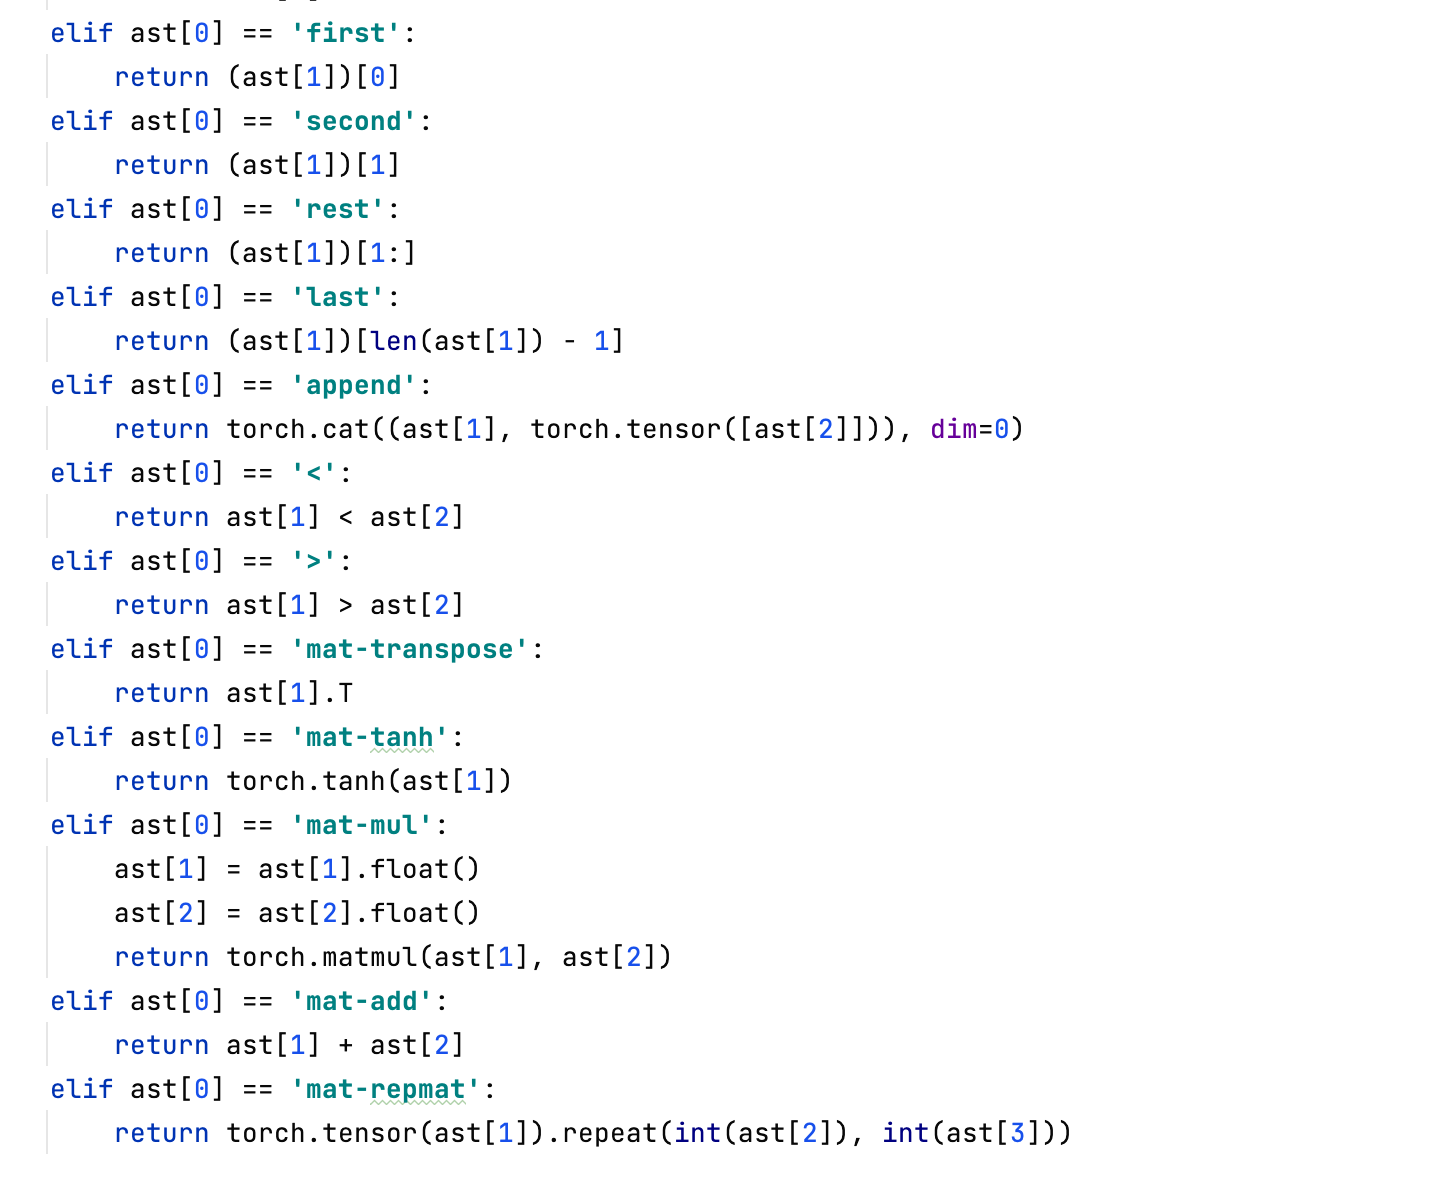 elif ast[0] == 'first':
    return (ast[1])[0]
elif ast[0] == 'second':
    return (ast[1])[1]
elif ast[0] == 'rest':
    return (ast[1])[1:]
elif ast[0] == 'last':
    return (ast[1])[len(ast[1]) - 1]
elif ast[0] == 'append':
    return torch.cat((ast[1], torch.tensor([ast[2]])), dim=0)
elif ast[0] == '<':
    return ast[1] < ast[2]
elif ast[0] == '>':
    return ast[1] > ast[2]
elif ast[0] == 'mat-transpose':
    return ast[1].T
elif ast[0] == 'mat-tanh':
    return torch.tanh(ast[1])
elif ast[0] == 'mat-mul':
    ast[1] = ast[1].float()
    ast[2] = ast[2].float()
    return torch.matmul(ast[1], ast[2])
elif ast[0] == 'mat-add':
    return ast[1] + ast[2]
elif ast[0] == 'mat-repmat':
    return torch.tensor(ast[1]).repeat(int(ast[2]), int(ast[3]))